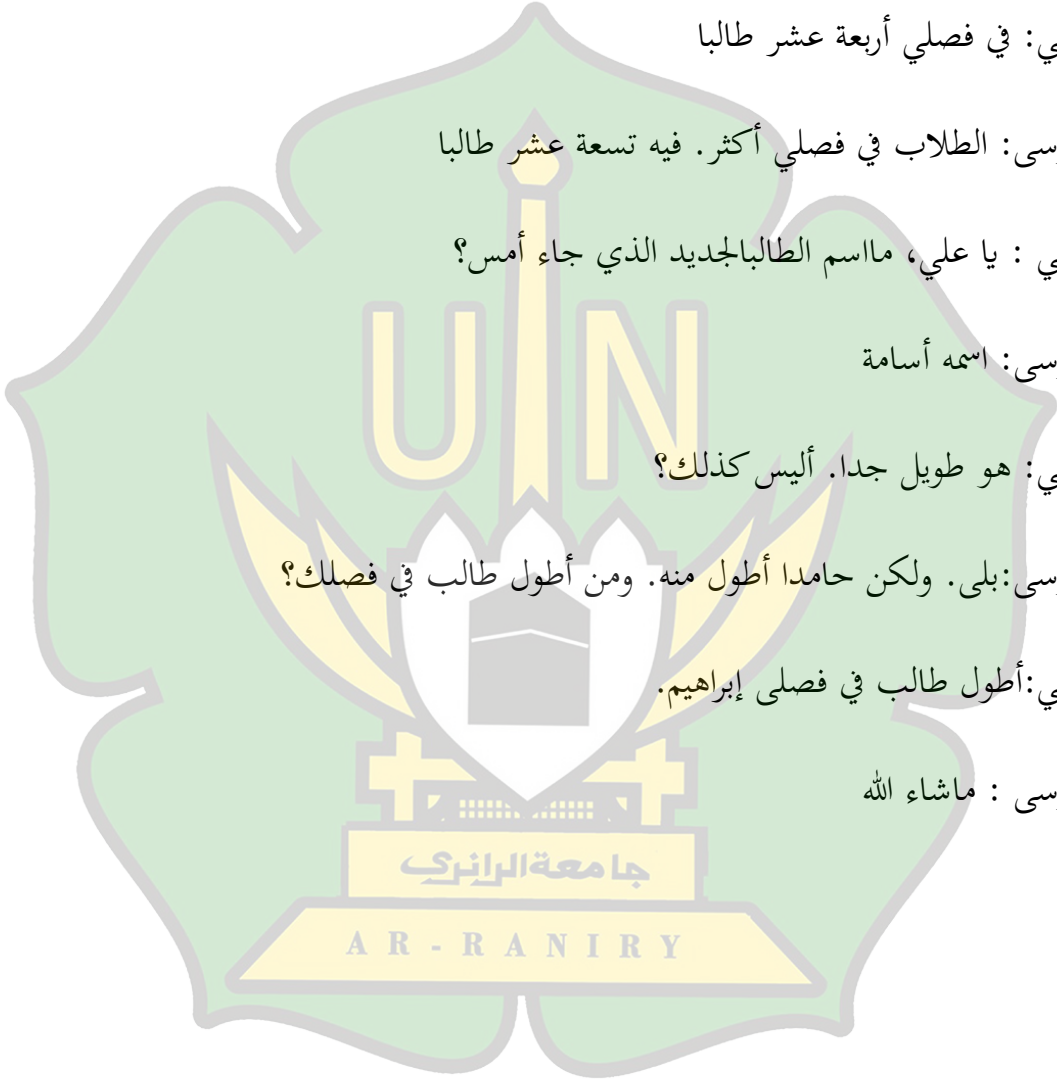 ي: في فصلي أربعة عشر طالبا
سى: الطلاب في فصلي أكثر. فيه تسعة عشر طالبا
ي : يا علي، مااسم الطالبالجديد الذي جاء أمس؟
سى: اسمه أسامة
ي: هو طويل جدا. أليس كذلك؟
سى:بلى. ولكن حامدا أطول منه. ومن أطول طالب في فصلك؟
ي:أطول طالب في فصلى إبراهيم.
سى : ماشاء الله
UIN
جامعةالرانري
AR-RANIRY